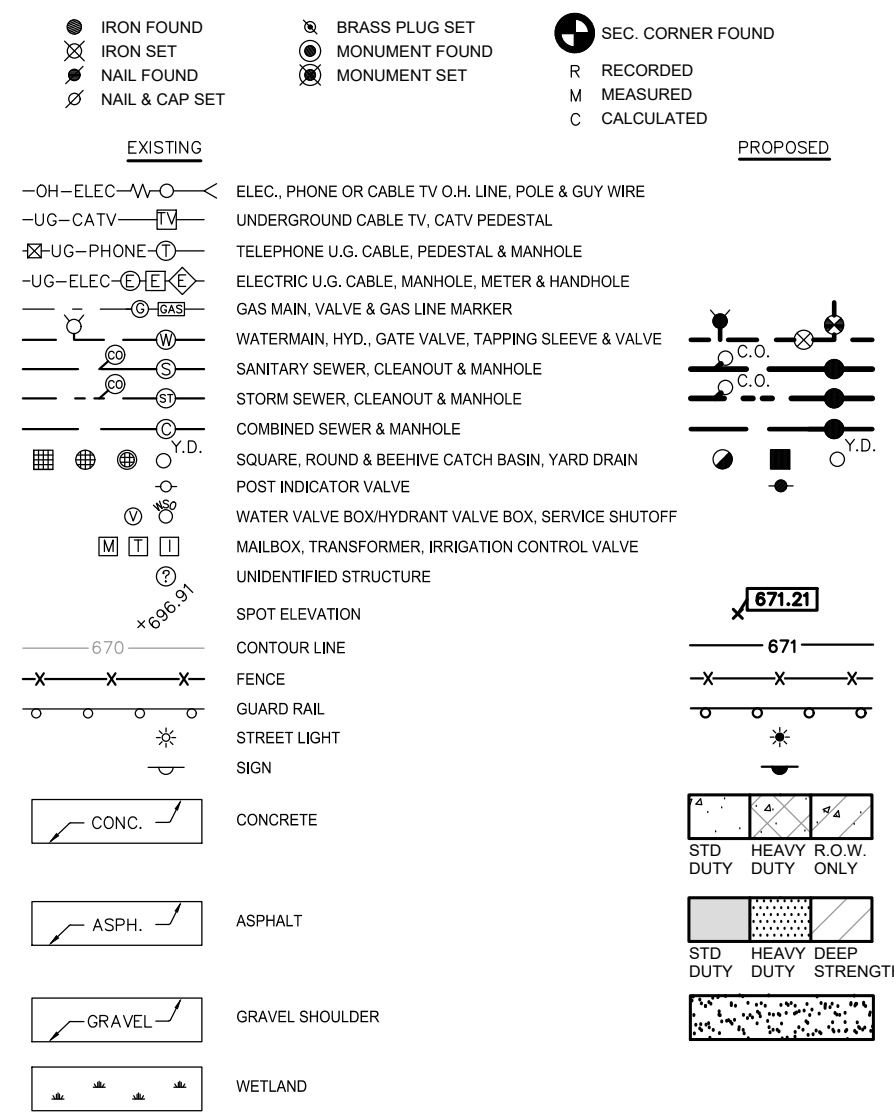 IRON FOUND
IRON SET
NAIL FOUND
NAIL & CAP SET
BRASS PLUG SET
MONUMENT FOUND
MONUMENT SET
SEC. CORNER FOUND
R RECORDED
M MEASURED
C CALCULATED
EXISTING
PROPOSED
OH-ELEC ELEC., PHONE OR CABLE TV O.H. LINE, POLE & GUY WIRE
UG-CATV TV UNDERGROUND CABLE TV, CATV PEDESTAL
UG-PHONE T TELEPHONE U.G. CABLE, PEDESTAL & MANHOLE
UG-ELEC E E E ELECTRIC U.G. CABLE, MANHOLE, METER & HANDHOLE
G GAS GAS MAIN, VALVE & GAS LINE MARKER
W WATERMAIN, HYD., GATE VALVE, TAPPING SLEEVE & VALVE
CO S SANITARY SEWER, CLEANOUT & MANHOLE C.O.
CO ST STORM SEWER, CLEANOUT & MANHOLE C.O.
C COMBINED SEWER & MANHOLE
Y.D. SQUARE, ROUND & BEEHIVE CATCH BASIN, YARD DRAIN Y.D.
POST INDICATOR VALVE
V WSO WATER VALVE BOX/HYDRANT VALVE BOX, SERVICE SHUTOFF
M T I MAILBOX, TRANSFORMER, IRRIGATION CONTROL VALVE
? UNIDENTIFIED STRUCTURE
+696.91 SPOT ELEVATION 671.21
670 CONTOUR LINE 671
FENCE
GUARD RAIL
STREET LIGHT
SIGN
CONC. CONCRETE
STD DUTY
HEAVY DUTY
R.O.W. ONLY
ASPH. ASPHALT
STD DUTY
HEAVY DUTY
DEEP STRENGTH
GRAVEL GRAVEL SHOULDER
WETLAND